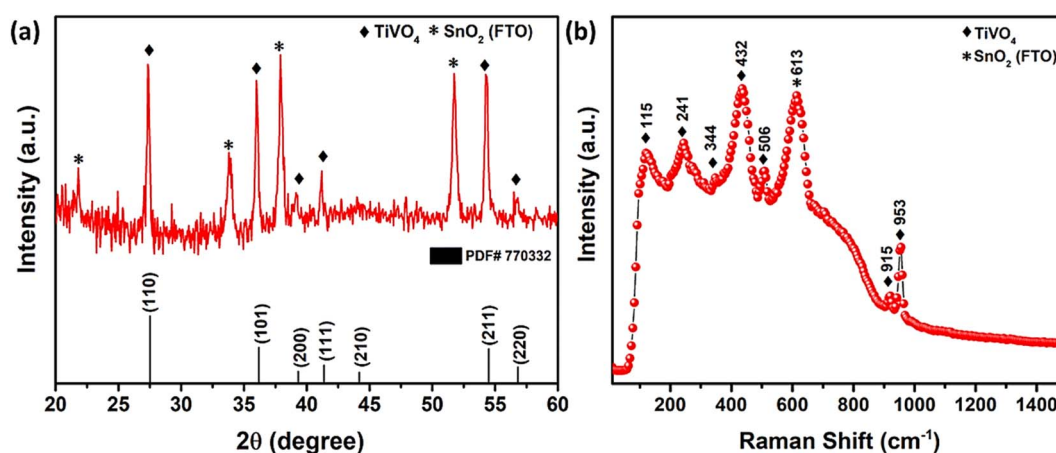 (a)
◆ TiVO₄ * SnO₂ (FTO)
Intensity (a.u.)
PDF# 770332
(110)
(101)
(200)
(111)
(210)
(211)
(220)
20 25 30 35 40 45 50 55 60
2θ (degree)
(b)
◆ TiVO₄
* SnO₂ (FTO)
Intensity (a.u.)
115
241
344
432
506
*613
915
953
200 400 600 800 1000 1200 1400
Raman Shift (cm⁻¹)